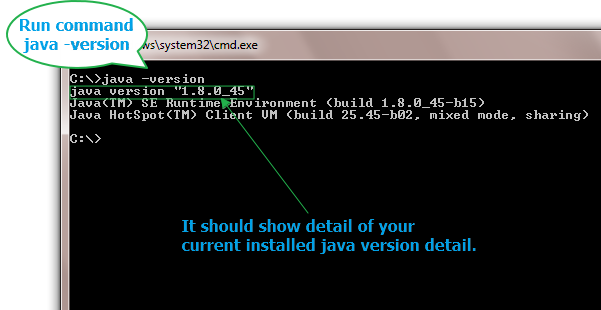 Run command
java -version
ws\system32\cmd.exe
C:\>java -version
java version "1.8.0_45"
Java(TM) SE Runtime Environment (build 1.8.0_45-b15)
Java HotSpot(TM) Client VM (build 25.45-b02, mixed mode, sharing)
C:\>
It should show detail of your
current installed java version detail.